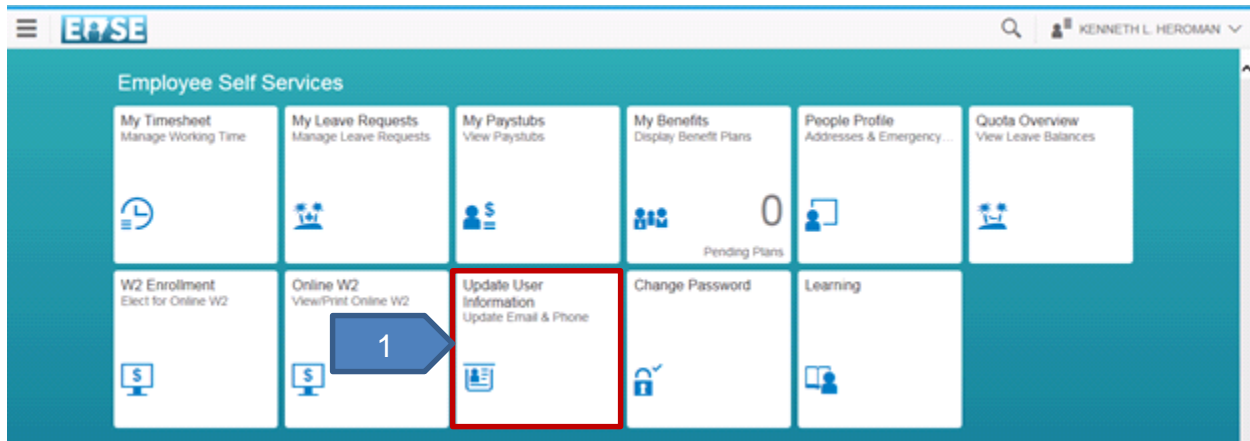 EASE
KENNETH L. HEROMAN
Employee Self Services
My Timesheet
Manage Working Time
My Leave Requests
Manage Leave Requests
My Paystubs
View Paystubs
My Benefits
Display Benefit Plans
0
Pending Plans
People Profile
Addresses & Emergency...
Quota Overview
View Leave Balances
W2 Enrollment
Elect for Online W2
Online W2
View/Print Online W2
1
Update User
Information
Update Email & Phone
Change Password
Learning